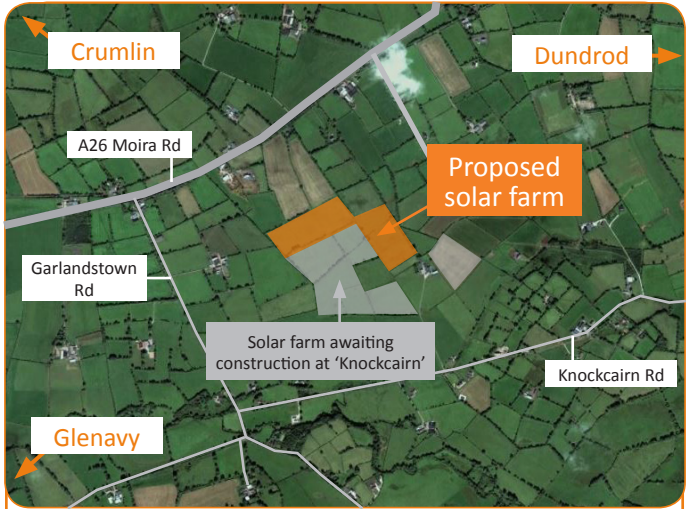 Crumlin
Dundrod
A26 Moira Rd
Proposed
solar farm
Garlandstown
Rd
Solar farm awaiting
construction at ‘Knockcairn’
Knockcairn Rd
Glenavy